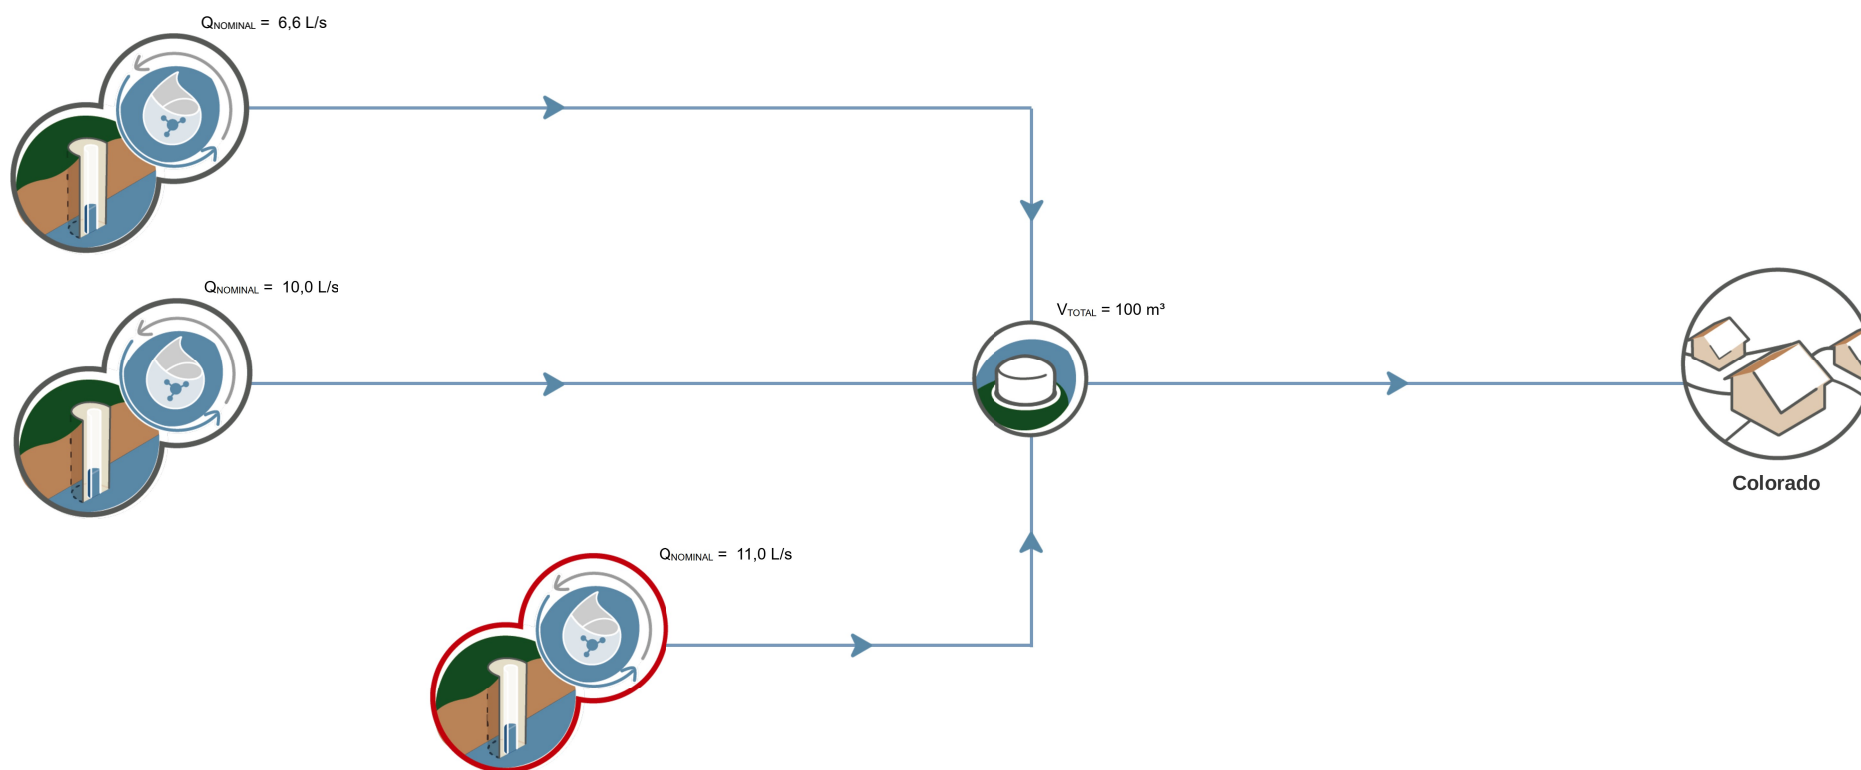 QNOMINAL = 6,6 L/s
QNOMINAL = 10,0 L/s
VTOTAL = 100 m³
Colorado
QNOMINAL = 11,0 L/s